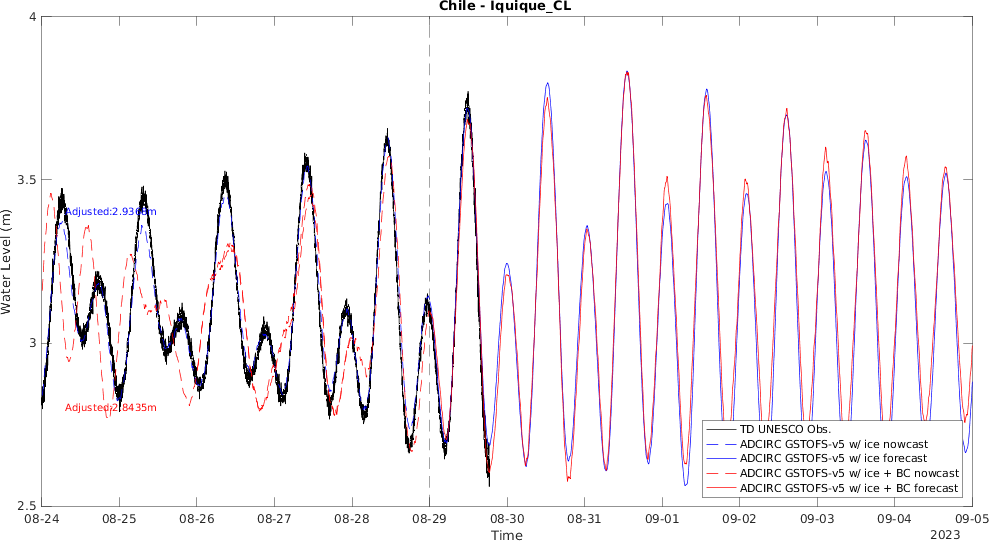 Chile - Iquique_CL
Water Level (m)
4
3.5
3
2.5
Adjusted:2.936
m
Adjusted:2.8435m
TD UNESCO Obs.
ADCIRC GSTOFS-v5 w/ ice nowcast
ADCIRC GSTOFS-v5 w/ ice forecast
ADCIRC GSTOFS-v5 w/ ice + BC nowcast
ADCIRC GSTOFS-v5 w/ ice + BC forecast
08-24 08-25 08-26 08-27 08-28 08-29 08-30 08-31 09-01 09-02 09-03 09-04 09-05
Time
2023